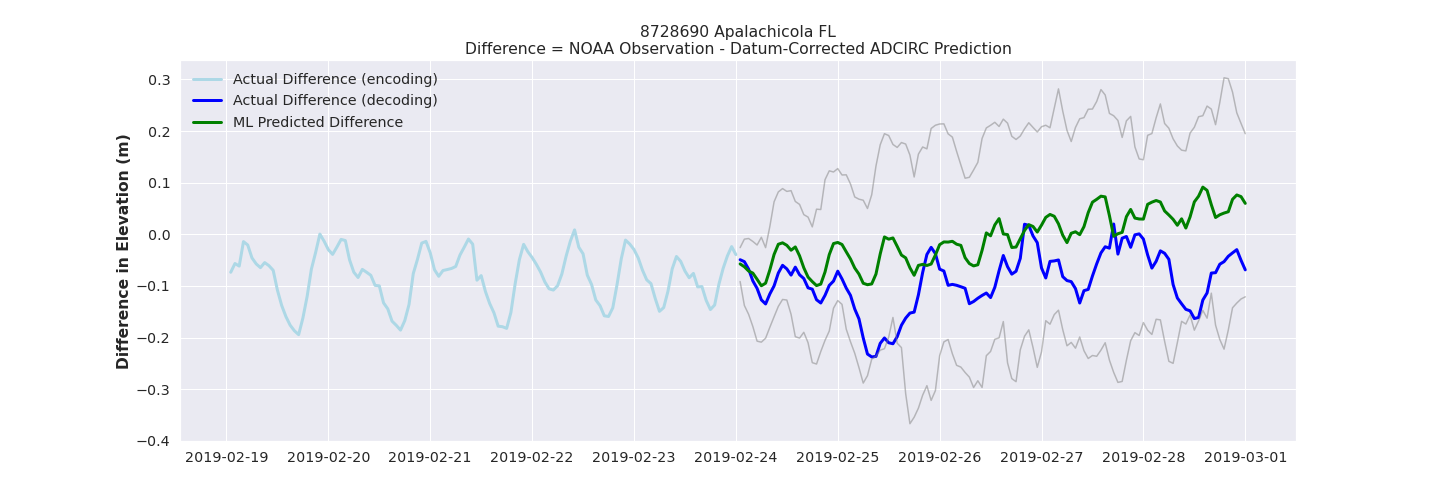 8728690 Apalachicola FL
Difference = NOAA Observation - Datum-Corrected ADCIRC Prediction
Actual Difference (encoding)
Actual Difference (decoding)
ML Predicted Difference
Difference in Elevation (m)
0.3
0.2
0.1
0.0
−0.1
−0.2
−0.3
−0.4
2019-02-19 2019-02-20 2019-02-21 2019-02-22 2019-02-23 2019-02-24 2019-02-25 2019-02-26 2019-02-27 2019-02-28 2019-03-01